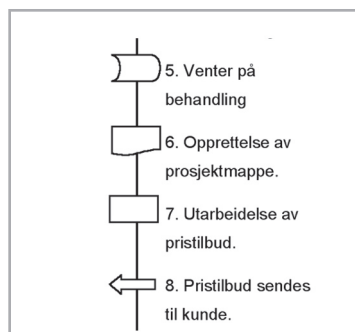 5. Venter på
behandling
6. Opprettelse av
prosjektmappe.
7. Utarbeidelse av
pristilbud.
8. Pristilbud sendes
til kunde.